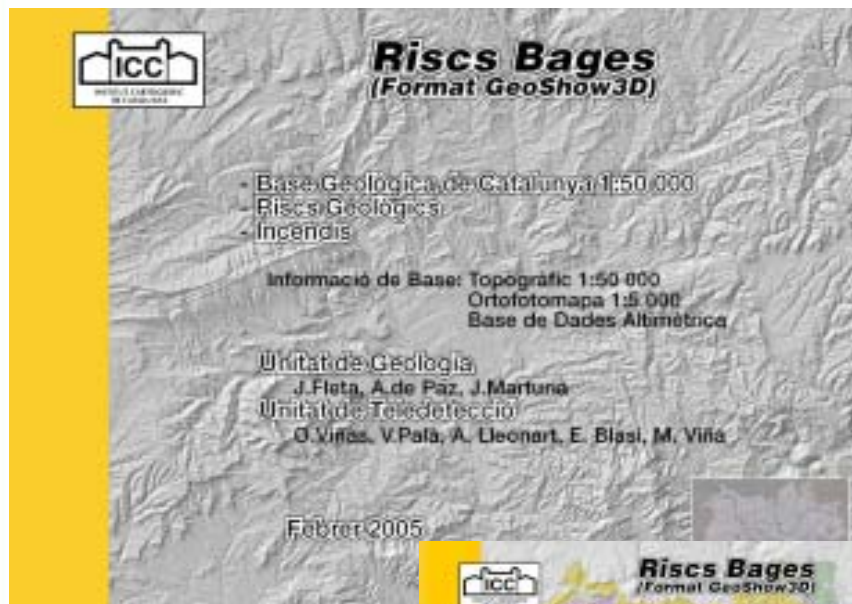 ICC
Riscs Bages
(Format GeoShow3D)
- Base Geològica de Catalunya 1:50 000
- Riscs Geològics
- Incendis
Informació de Base: Topogràfic 1:50 000
Ortofotomapa 1:5 000
Base de Dades Altimètrica
Unitat de Geologia
J.Fleta, A.de Paz, J.Marturià
Unitat de Teledetecció
O.Viñas, V.Palà, A. Lleonart, E. Blasi, M. Viña
Febrer 2005
ICC
Riscs Bages
(Format GeoShow3D)